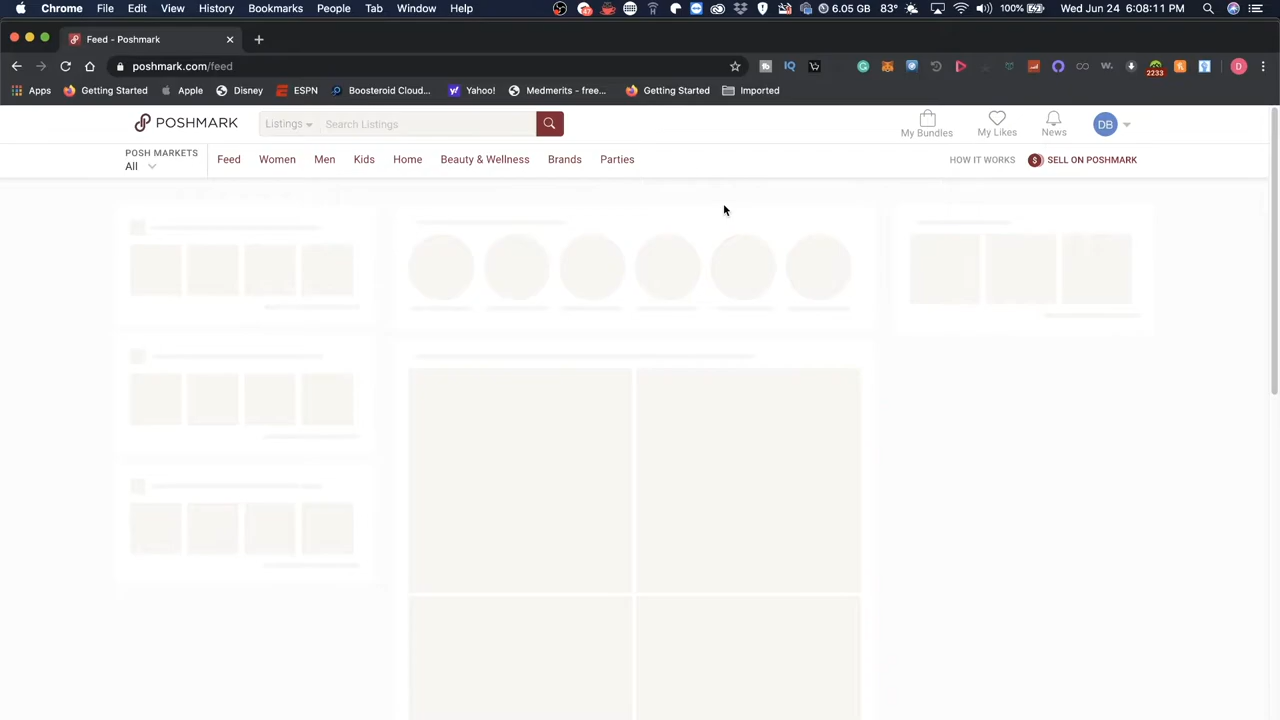 Chrome File Edit View History Bookmarks People Tab Window Help 6.05 GB 83° 100% Wed Jun 24 6:08:11 PM
Feed - Poshmark
poshmark.com/feed
2233 D
Apps Getting Started Apple Disney ESPN Boosteroid Cloud... Yahoo! Medmerits - free... Getting Started Imported
POSHMARK Listings Search Listings My Bundles My Likes News DB
POSH MARKETS
All
Feed Women Men Kids Home Beauty & Wellness Brands Parties HOW IT WORKS $ SELL ON POSHMARK